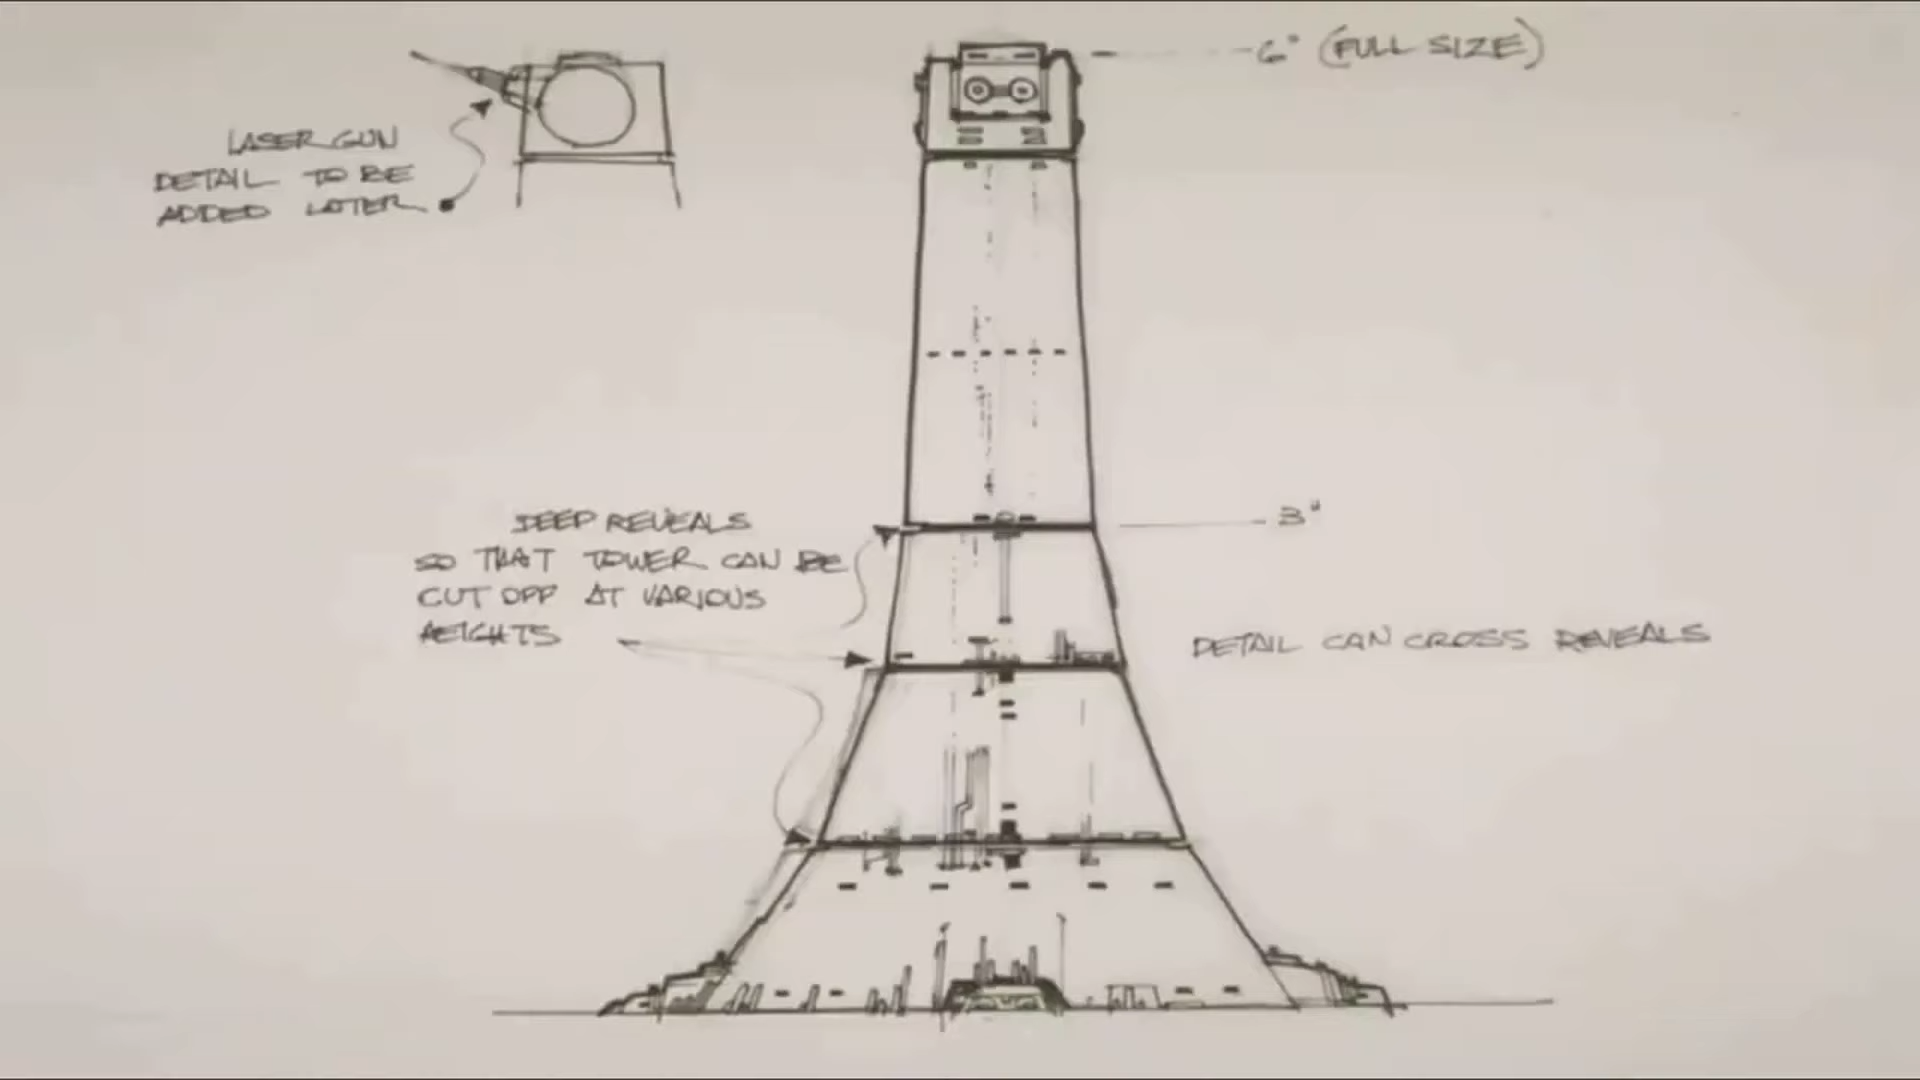 6" (FULL SIZE)
LASER GUN
DETAIL TO BE
ADDED LATER
DEEP REVEALS
SO THAT TOWER CAN BE
CUT OFF AT VARIOUS
HEIGHTS
3"
DETAIL CAN CROSS REVEALS